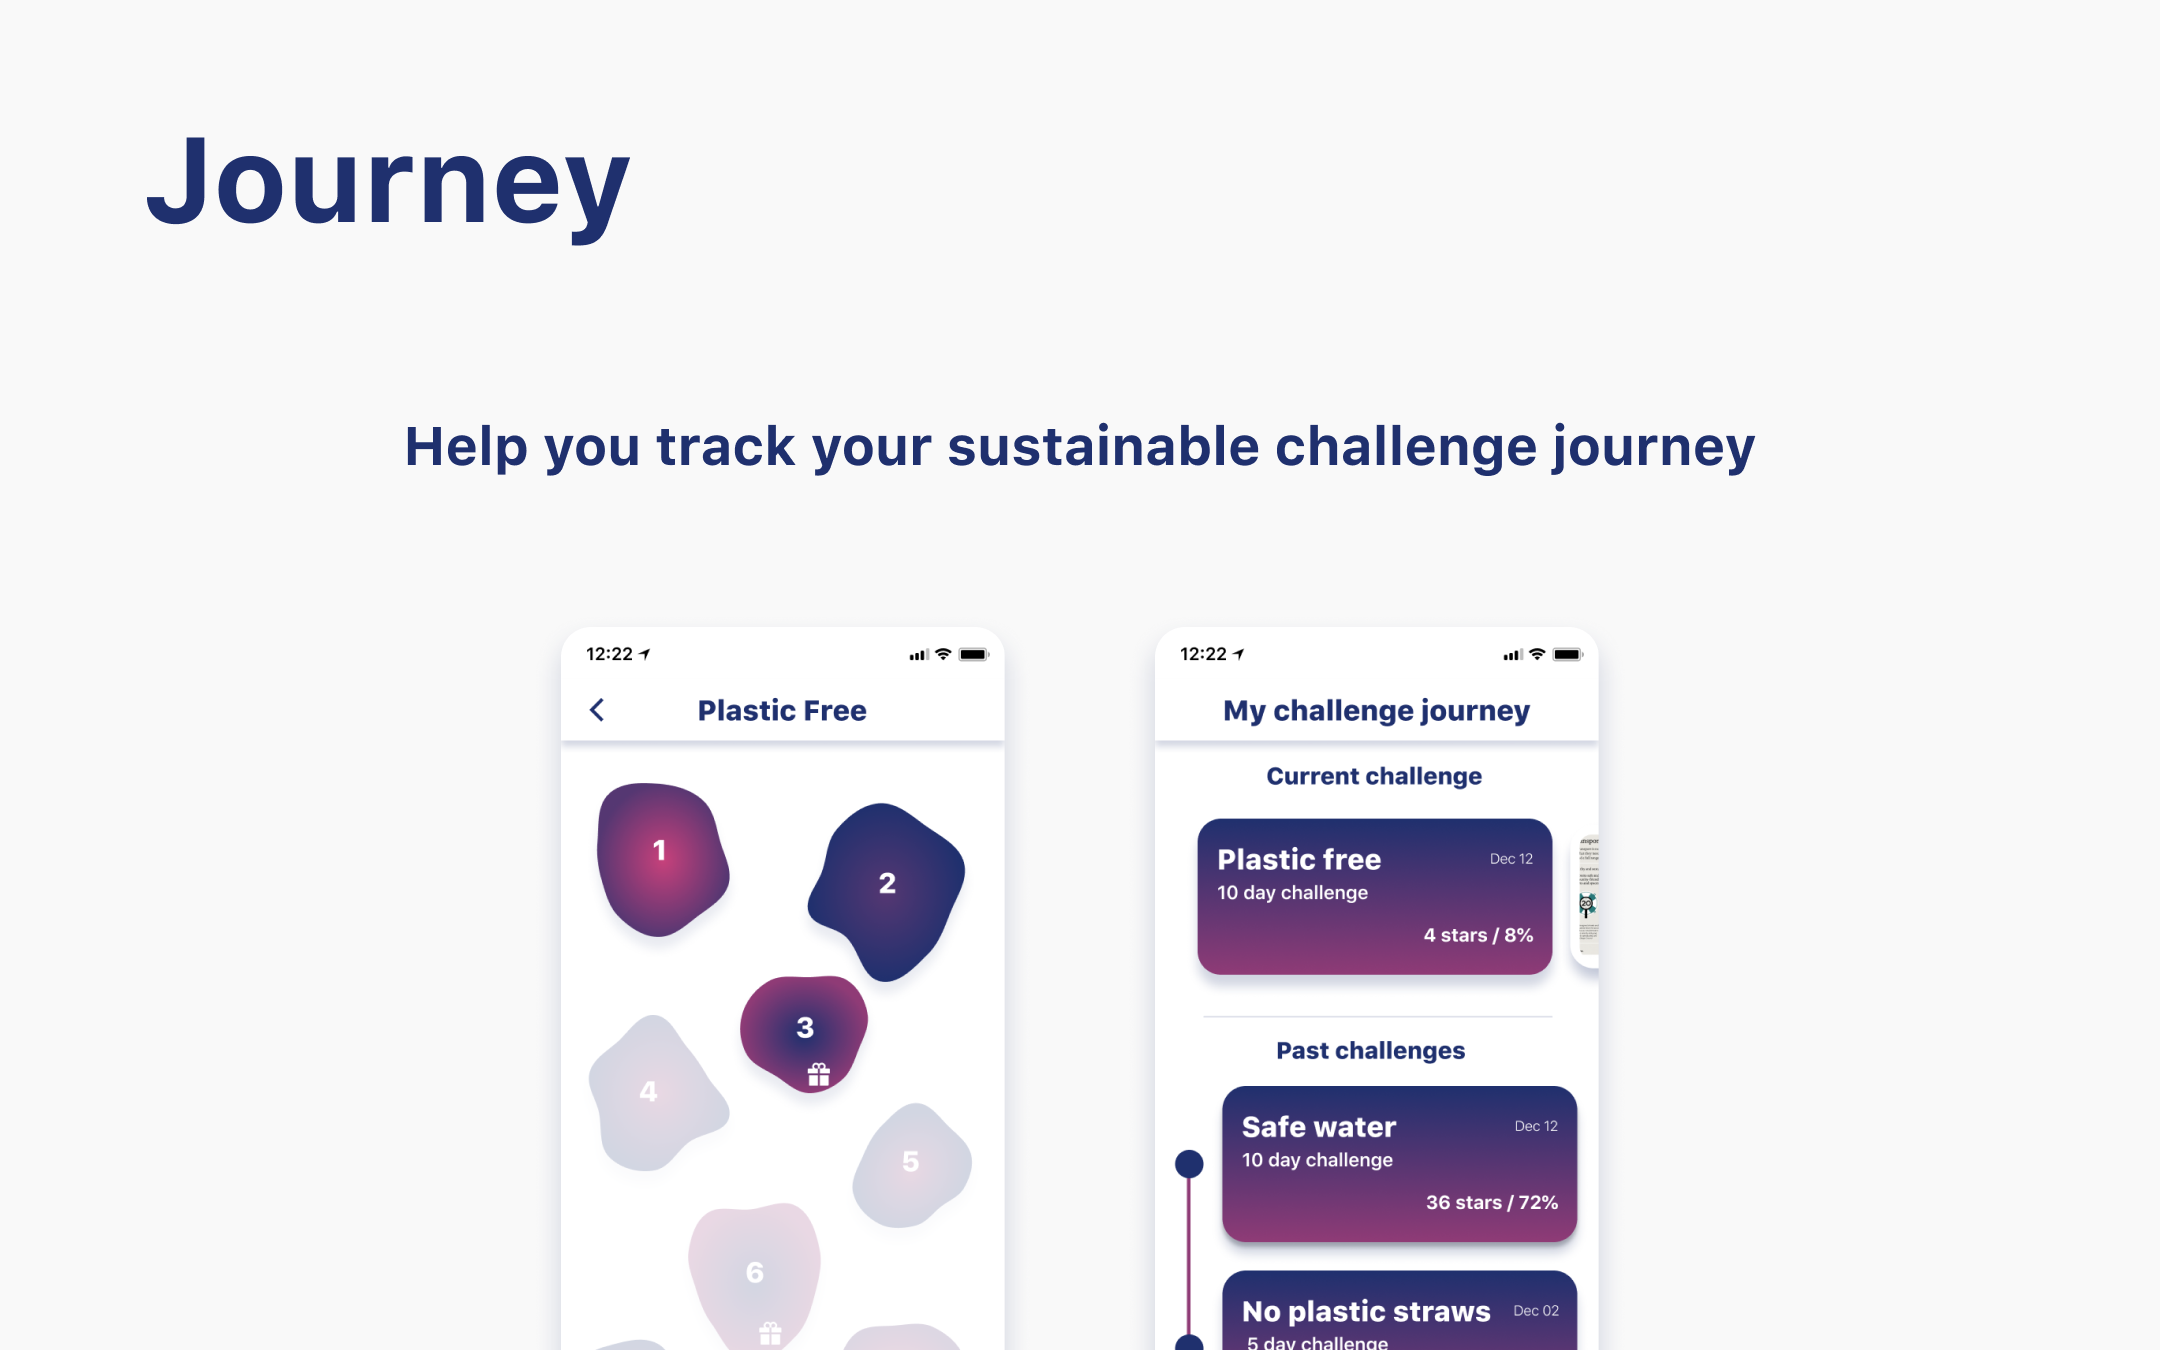 Journey
Help you track your sustainable challenge journey
12:22
Plastic Free
1
2
3
4
5
6
12:22
My challenge journey
Current challenge
Plastic free
Dec 12
10 day challenge
4 stars / 8%
20
Past challenges
Safe water
Dec 12
10 day challenge
36 stars / 72%
No plastic straws
Dec 02
5 day challenge